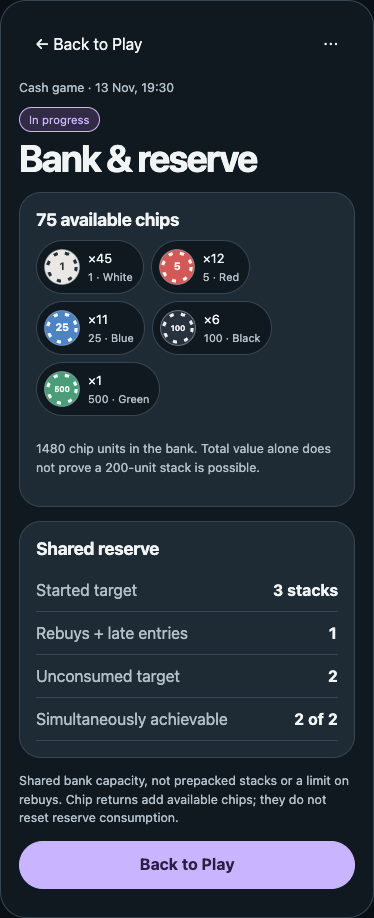 ← Back to Play
···
Cash game · 13 Nov, 19:30
In progress
Bank & reserve
75 available chips
1
×45
1 · White
5
×12
5 · Red
25
×11
25 · Blue
100
×6
100 · Black
500
×1
500 · Green
1480 chip units in the bank. Total value alone does
not prove a 200-unit stack is possible.
Shared reserve
Started target 3 stacks
Rebuys + late entries 1
Unconsumed target 2
Simultaneously achievable 2 of 2
Shared bank capacity, not prepacked stacks or a limit on
rebuys. Chip returns add available chips; they do not
reset reserve consumption.
Back to Play